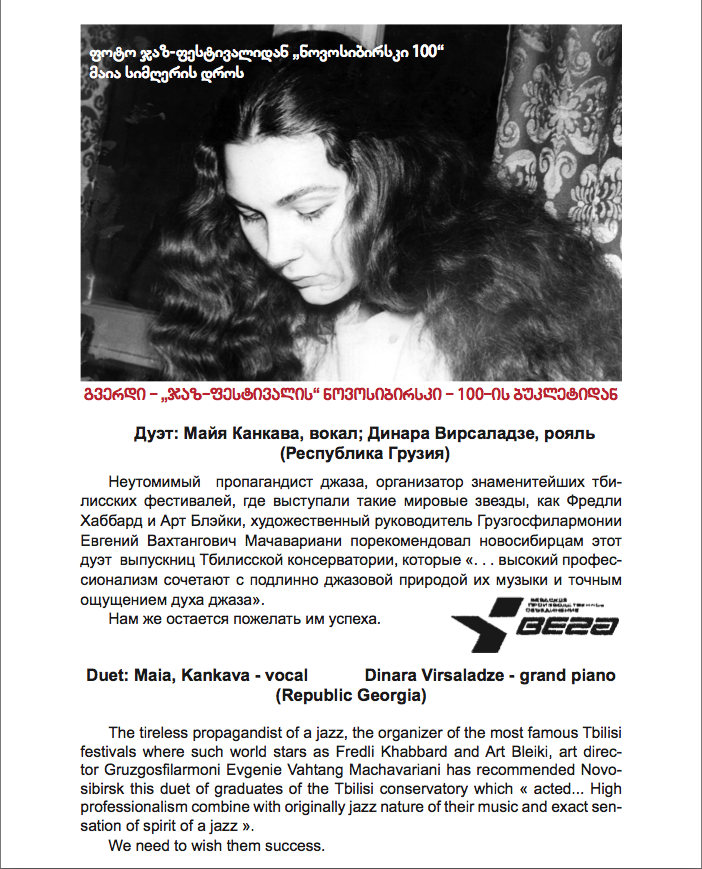 ფოტო ჯაზ-ფესტივალიდან „ნოვოსიბირსკი 100“
მაია სიმღერის დროს
გვერდი – „ჯაზ-ფესტივალის“ ნოვოსიბირსკი – 100-ის ბუკლეტიდან
Дуэт: Майя Канкава, вокал; Динара Вирсаладзе, рояль
(Республика Грузия)
Неутомимый пропагандист джаза, организатор знаменитейших тби-
лисских фестивалей, где выступали такие мировые звезды, как Фредли
Хаббард и Арт Блэйки, художественный руководитель Грузгосфилармонии
Евгений Вахтангович Мачавариани порекомендовал новосибирцам этот
дуэт выпускниц Тбилисской консерватории, которые «. . . высокий профес-
сионализм сочетают с подлинно джазовой природой их музыки и точным
ощущением духа джаза».
Нам же остается пожелать им успеха.
БЕРДСКОЕ
ПРОИЗВОДСТВЕННОЕ
ОБЪЕДИНЕНИЕ
ВЕГА
Duet: Maia, Kankava - vocal Dinara Virsaladze - grand piano
(Republic Georgia)
The tireless propagandist of a jazz, the organizer of the most famous Tbilisi
festivals where such world stars as Fredli Khabbard and Art Bleiki, art direc-
tor Gruzgosfilarmoni Evgenie Vahtang Machavariani has recommended Novo-
sibirsk this duet of graduates of the Tbilisi conservatory which « acted... High
professionalism combine with originally jazz nature of their music and exact sen-
sation of spirit of a jazz ».
We need to wish them success.